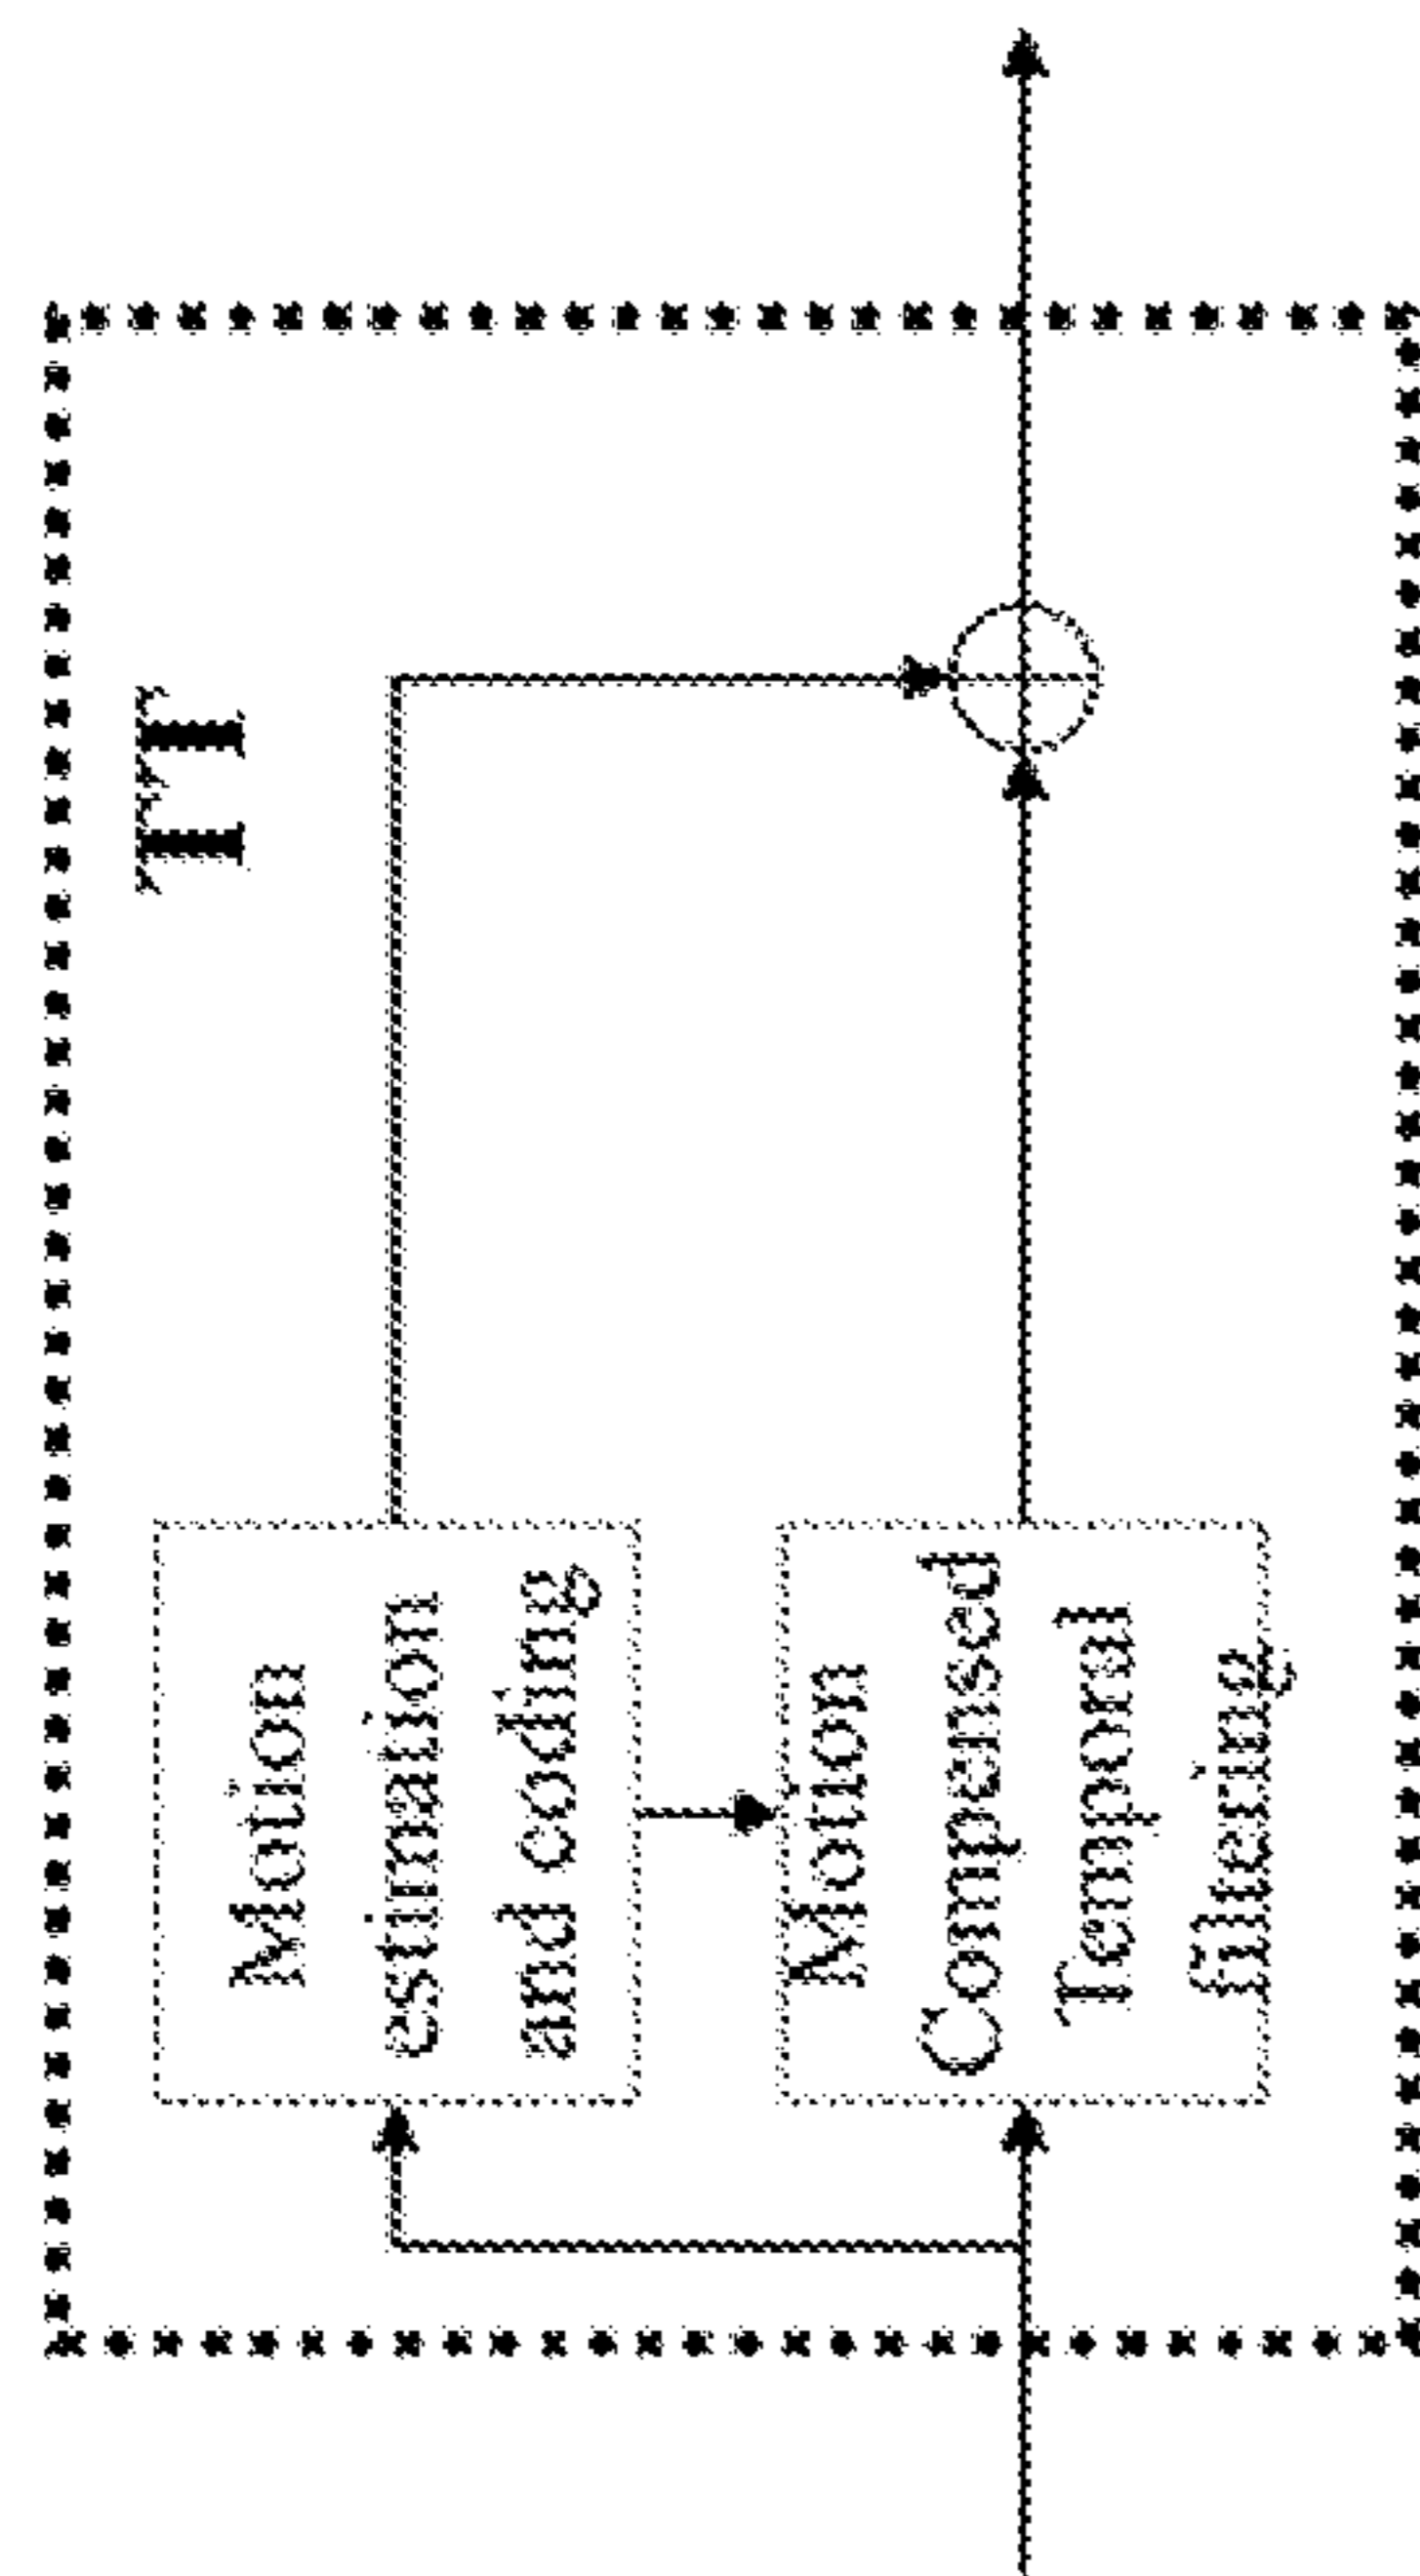 TT
Motion
estimation
and coding
Motion
Compensed
Temporal
filtering